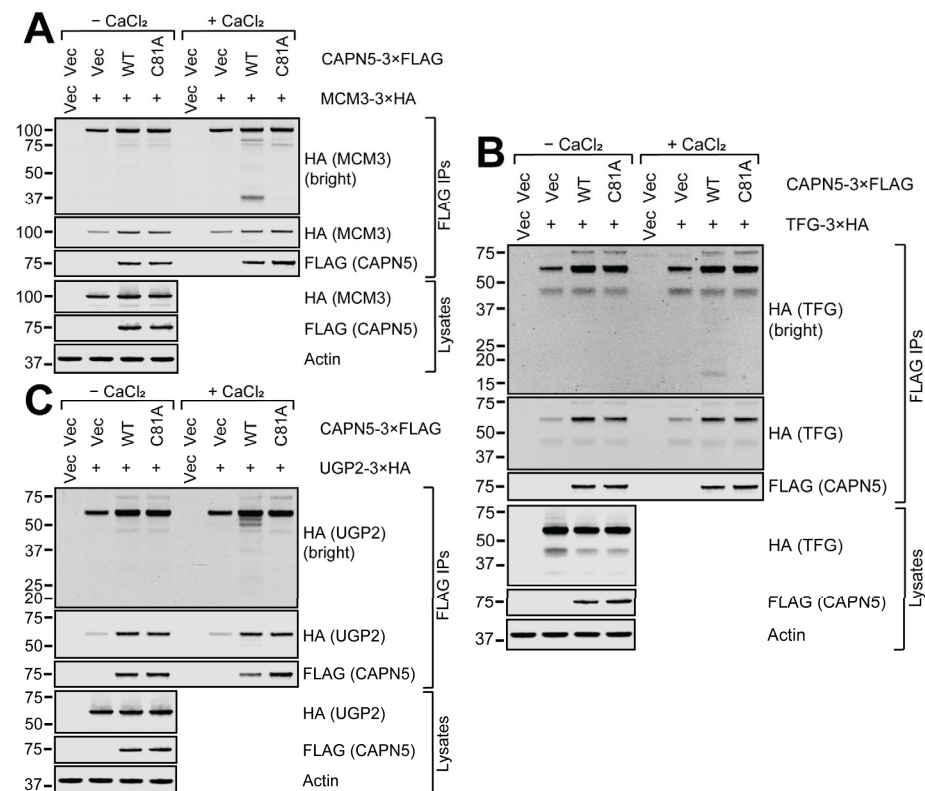 A
− CaCl₂ + CaCl₂
Vec Vec WT C81A Vec Vec WT C81A CAPN5-3×FLAG
Vec + + + Vec + + + MCM3-3×HA
100
75
50
37
HA (MCM3)
(bright)
100 HA (MCM3)
75 FLAG (CAPN5)
FLAG IPs
100 HA (MCM3)
75 FLAG (CAPN5)
37 Actin
Lysates
B
− CaCl₂ + CaCl₂
Vec Vec WT C81A Vec Vec WT C81A CAPN5-3×FLAG
Vec + + + Vec + + + TFG-3×HA
75
50
37
25
20
15
HA (TFG)
(bright)
75
50
37
HA (TFG)
75 FLAG (CAPN5)
FLAG IPs
75
50
37
HA (TFG)
75 FLAG (CAPN5)
37 Actin
Lysates
C
− CaCl₂ + CaCl₂
Vec Vec WT C81A Vec Vec WT C81A CAPN5-3×FLAG
Vec + + + Vec + + + UGP2-3×HA
75
50
37
25
20
HA (UGP2)
(bright)
75
50
HA (UGP2)
75 FLAG (CAPN5)
FLAG IPs
75
50
HA (UGP2)
75 FLAG (CAPN5)
37 Actin
Lysates